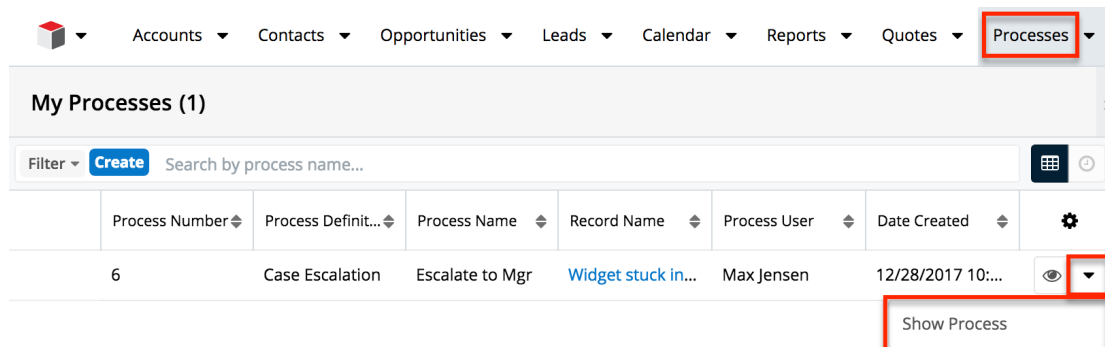 Accounts Contacts Opportunities Leads Calendar Reports Quotes Processes
My Processes (1)
Filter Create Search by process name...
Process Number Process Definit... Process Name Record Name Process User Date Created
6 Case Escalation Escalate to Mgr Widget stuck in... Max Jensen 12/28/2017 10:...
Show Process